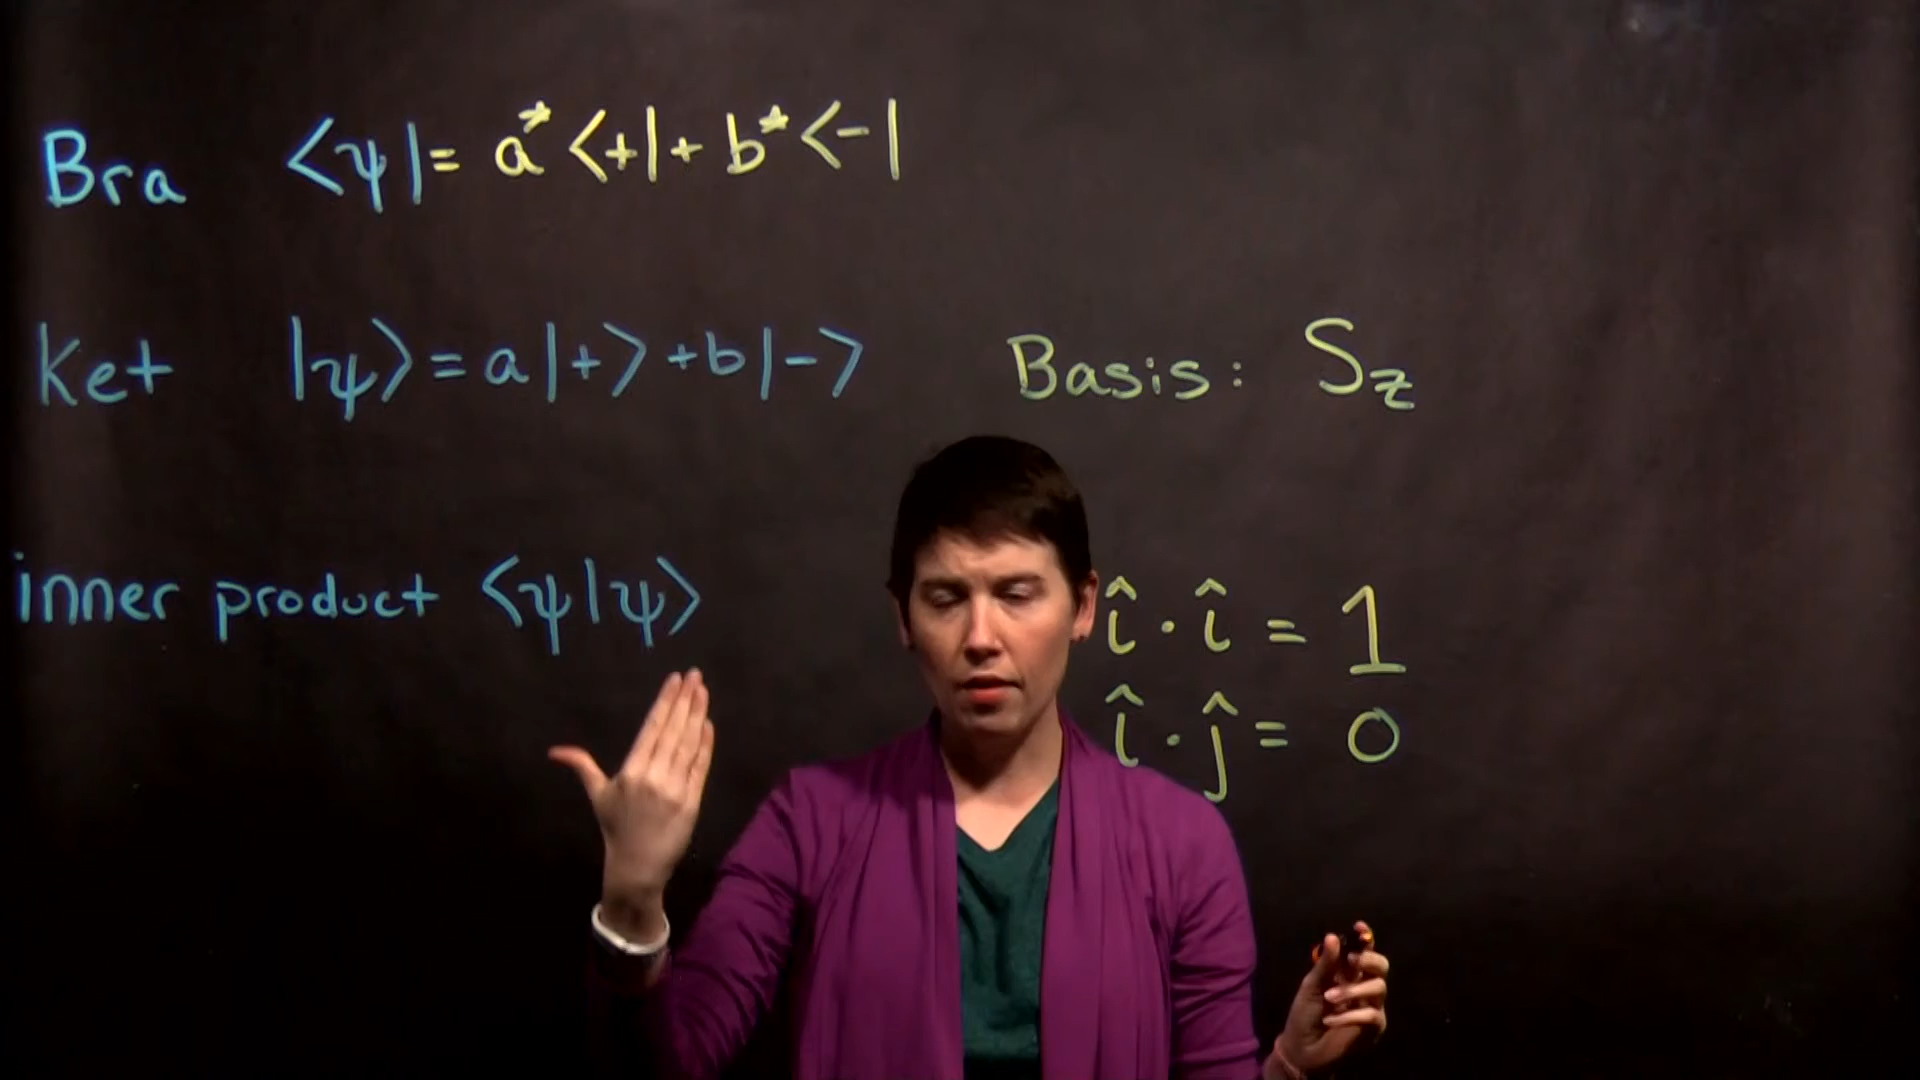 Bra ⟨ψ| = a* ⟨+| + b* ⟨-|
Ket |ψ⟩ = a |+⟩ + b |-⟩
Basis: S_z
inner product ⟨ψ|ψ⟩
î · î = 1
î · ĵ = 0